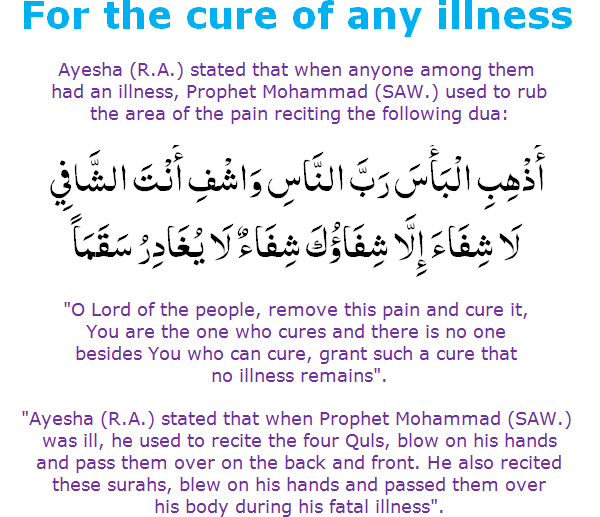 For the cure of any illness
Ayesha (R.A.) stated that when anyone among them
had an illness, Prophet Mohammad (SAW.) used to rub
the area of the pain reciting the following dua:
أَذْهِبِ الْبَأْسَ رَبَّ النَّاسِ وَاشْفِ أَنْتَ الشَّافِي
لَا شِفَاءَ إِلَّا شِفَاؤُكَ شِفَاءٌ لَا يُغَادِرُ سَقَمَاً
"O Lord of the people, remove this pain and cure it,
You are the one who cures and there is no one
besides You who can cure, grant such a cure that
no illness remains".
"Ayesha (R.A.) stated that when Prophet Mohammad (SAW.)
was ill, he used to recite the four Quls, blow on his hands
and pass them over on the back and front. He also recited
these surahs, blew on his hands and passed them over
his body during his fatal illness".